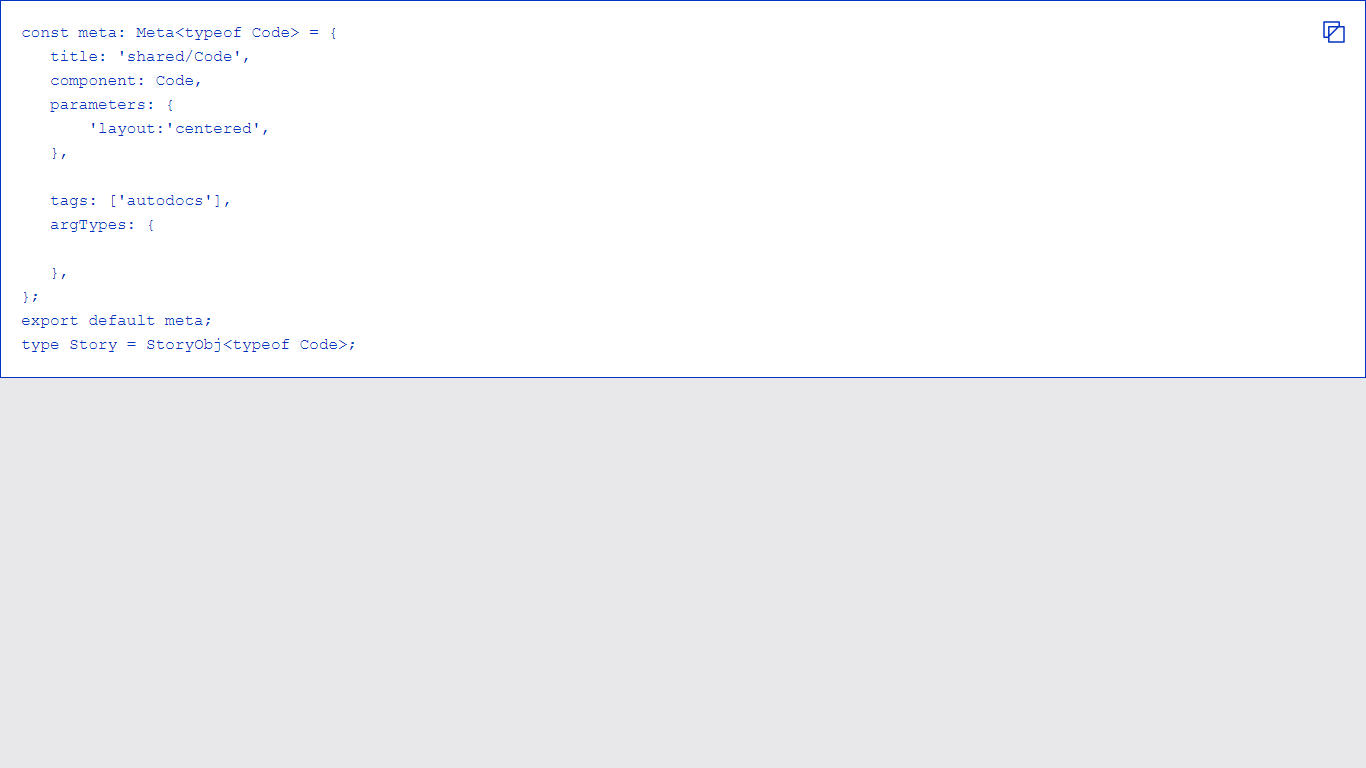 const meta: Meta<typeof Code> = {
title: 'shared/Code',
component: Code,
parameters: {
'layout:'centered',
},
tags: ['autodocs'],
argTypes: {
},
};
export default meta;
type Story = StoryObj<typeof Code>;